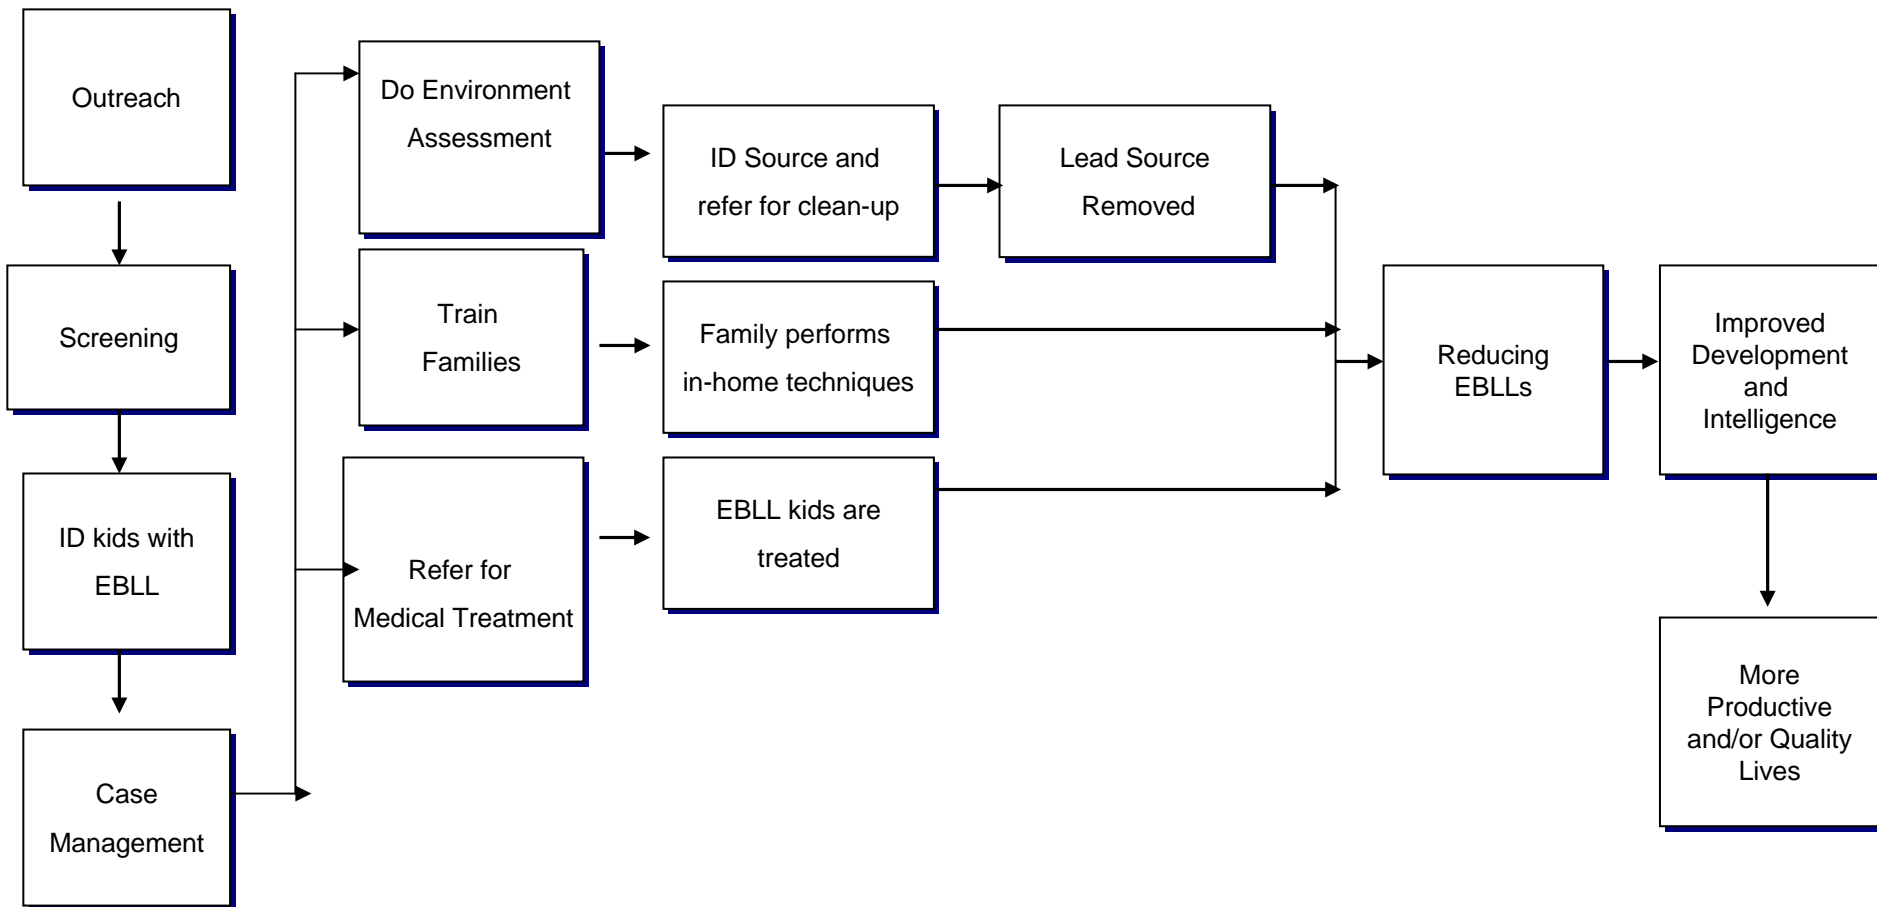 Outreach
Screening
ID kids with
EBLL
Case
Management
Do Environment
Assessment
Train
Families
Refer for
Medical Treatment
ID Source and
refer for clean-up
Family performs
in-home techniques
EBLL kids are
treated
Lead Source
Removed
Reducing
EBLLs
Improved
Development
and
Intelligence
More
Productive
and/or Quality
Lives